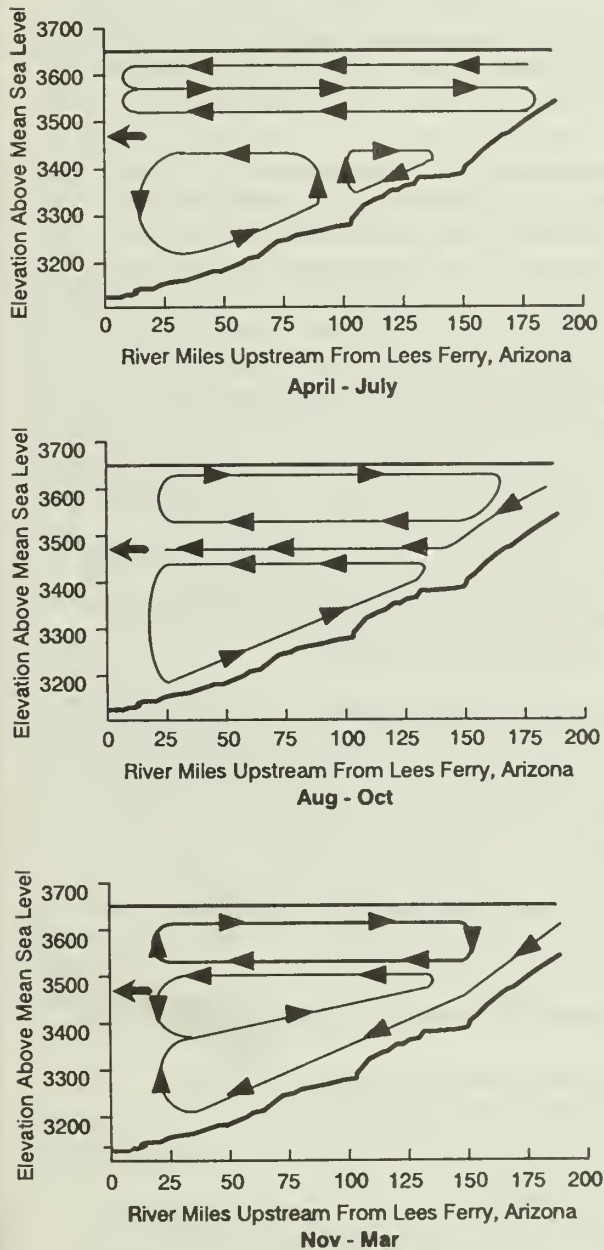 Elevation Above Mean Sea Level
3700
3600
3500
3400
3300
3200
0 25 50 75 100 125 150 175 200
River Miles Upstream From Lees Ferry, Arizona
April - July
Elevation Above Mean Sea Level
3700
3600
3500
3400
3300
3200
0 25 50 75 100 125 150 175 200
River Miles Upstream From Lees Ferry, Arizona
Aug - Oct
Elevation Above Mean Sea Level
3700
3600
3500
3400
3300
3200
0 25 50 75 100 125 150 175 200
River Miles Upstream From Lees Ferry, Arizona
Nov - Mar